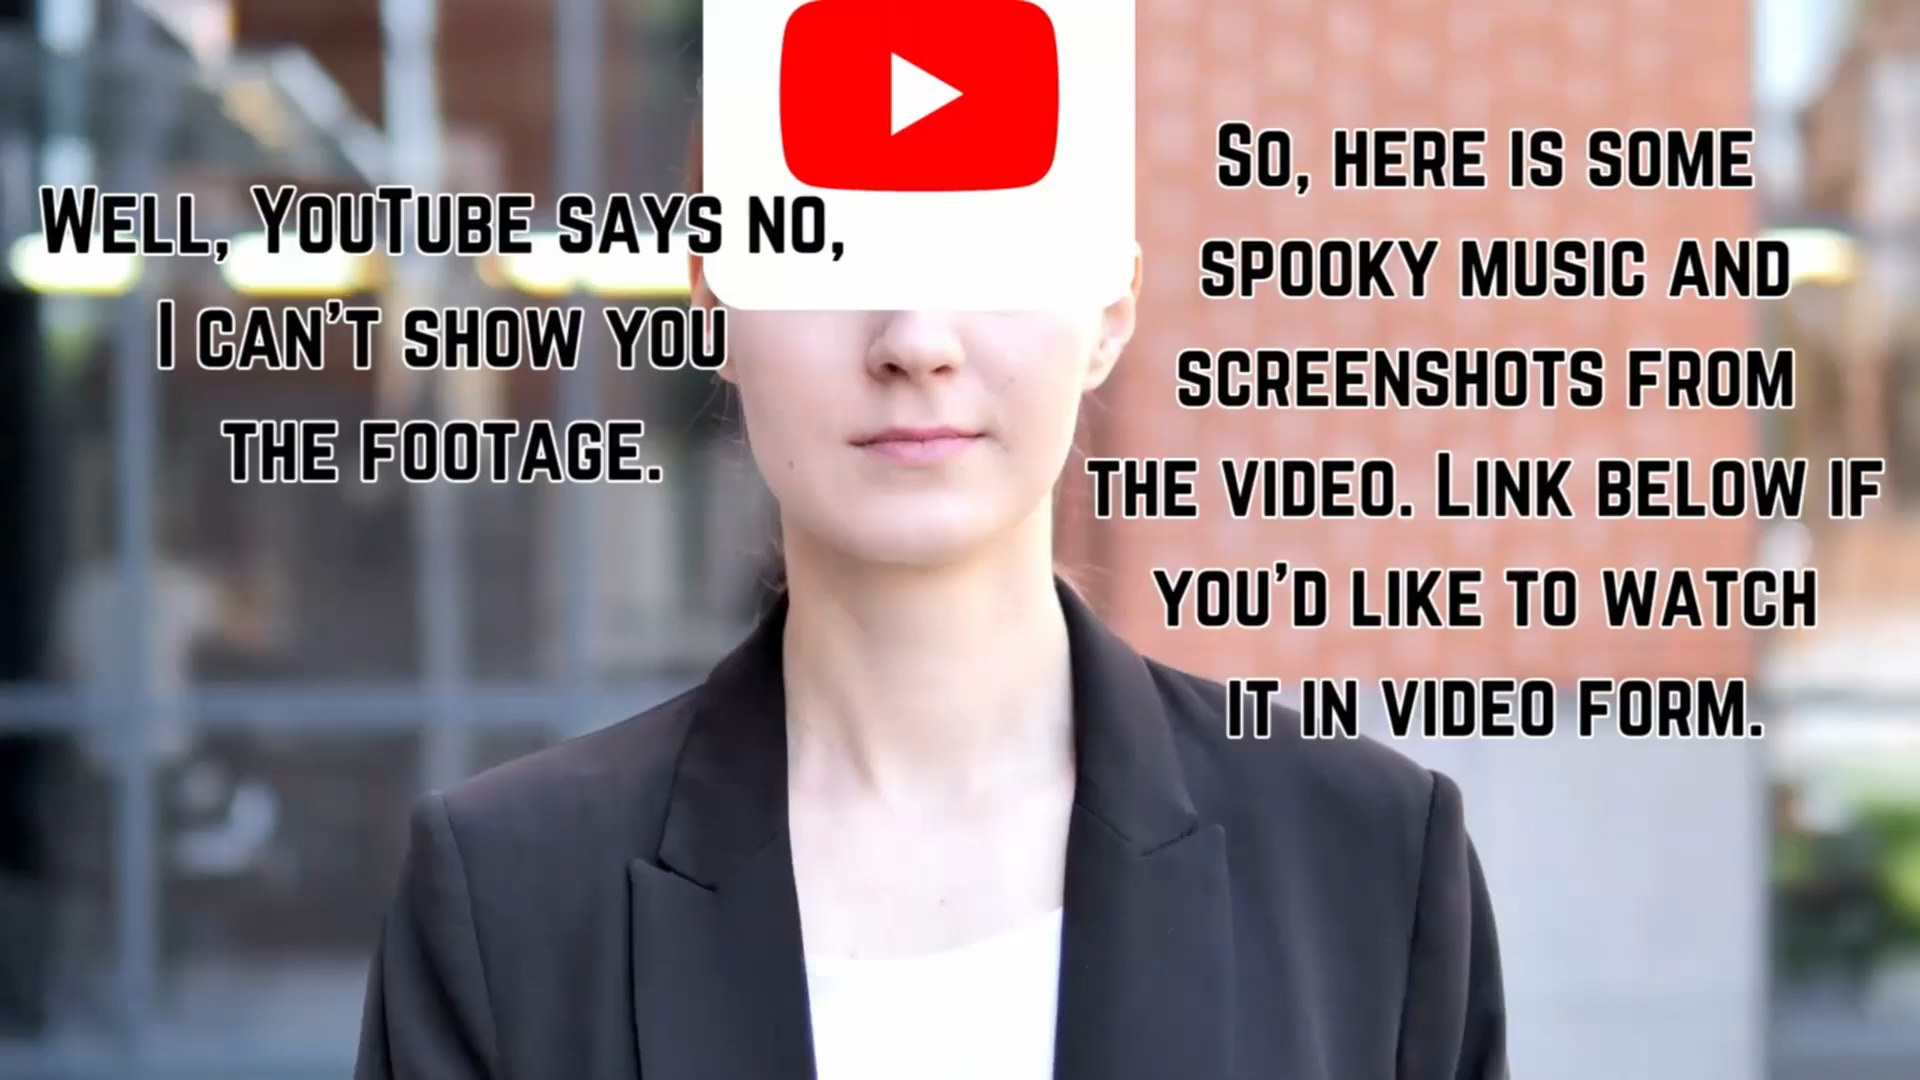 Well, YouTube says no,
I can't show you
the footage.
So, here is some
spooky music and
screenshots from
the video. Link below if
you'd like to watch
it in video form.